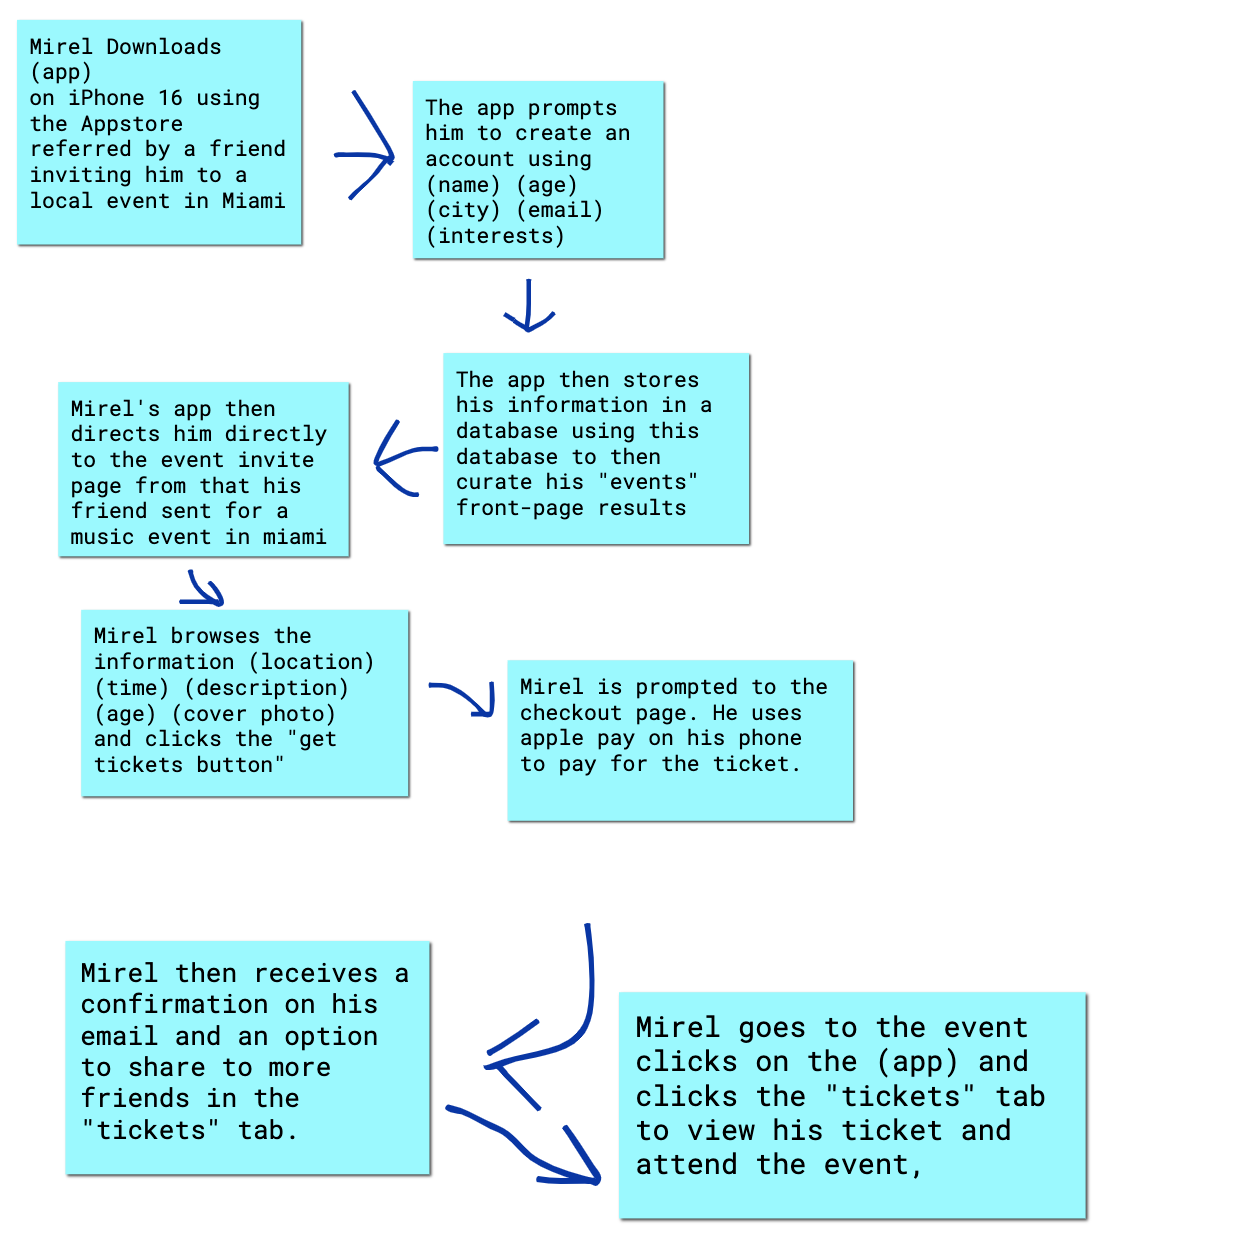 Mirel Downloads
(app)
on iPhone 16 using
the Appstore
referred by a friend
inviting him to a
local event in Miami
The app prompts
him to create an
account using
(name) (age)
(city) (email)
(interests)
The app then stores
his information in a
database using this
database to then
curate his "events"
front-page results
Mirel's app then
directs him directly
to the event invite
page from that his
friend sent for a
music event in miami
Mirel browses the
information (location)
(time) (description)
(age) (cover photo)
and clicks the "get
tickets button"
Mirel is prompted to the
checkout page. He uses
apple pay on his phone
to pay for the ticket.
Mirel then receives a
confirmation on his
email and an option
to share to more
friends in the
"tickets" tab.
Mirel goes to the event
clicks on the (app) and
clicks the "tickets" tab
to view his ticket and
attend the event,